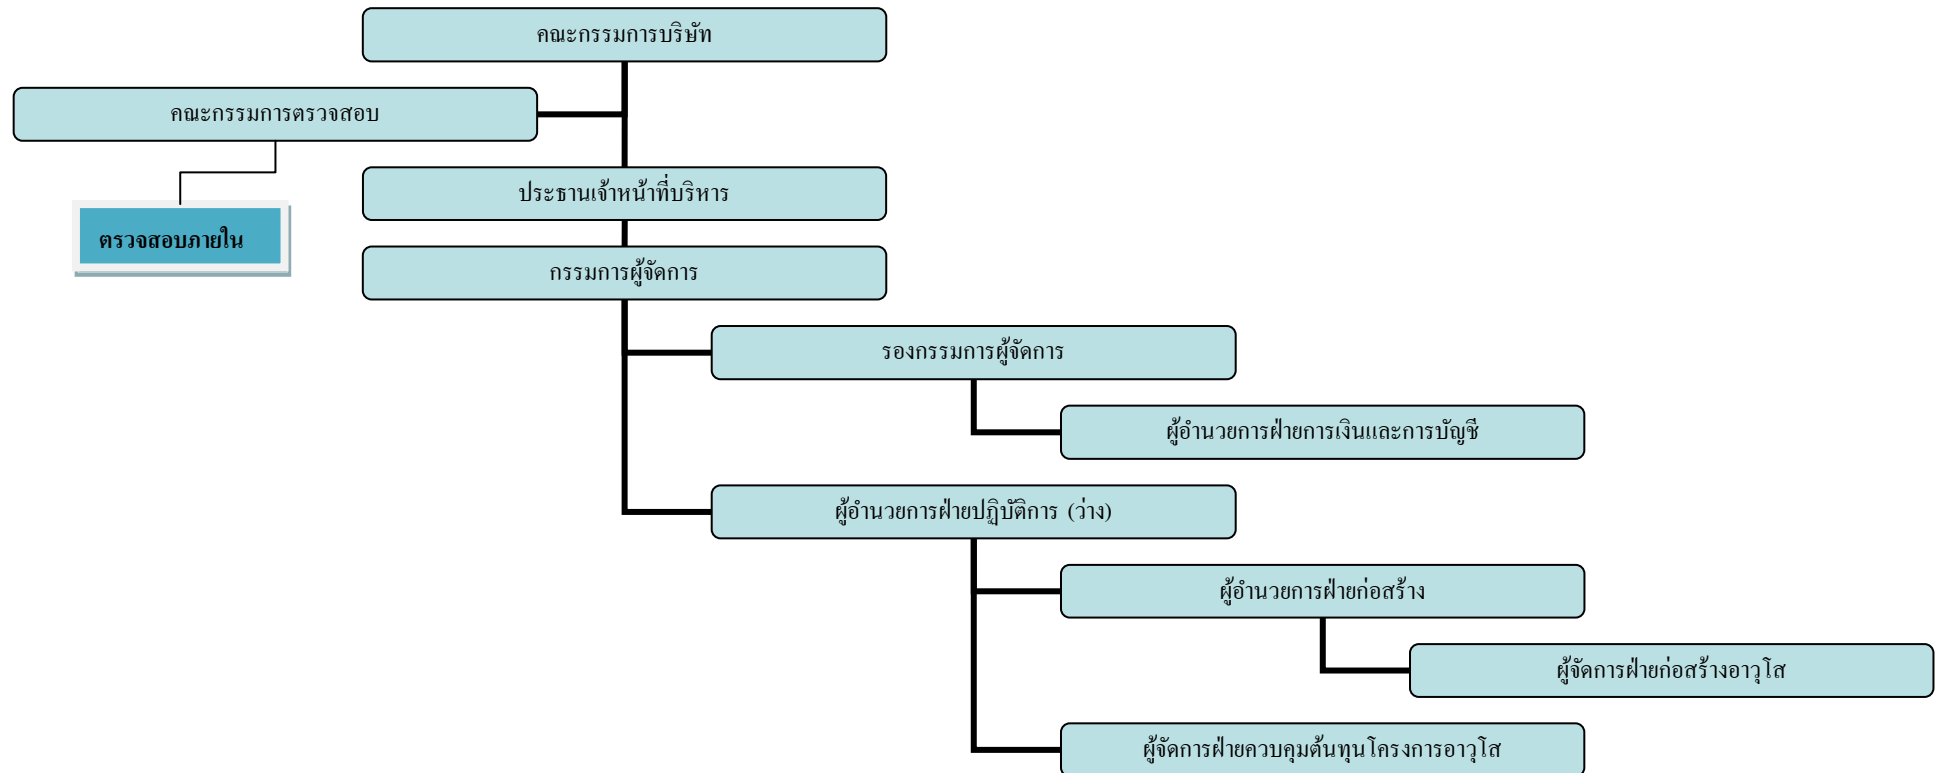 คณะกรรมการบริษัท
คณะกรรมการตรวจสอบ
ประธานเจ้าหน้าที่บริหาร
ตรวจสอบภายใน
กรรมการผู้จัดการ
รองกรรมการผู้จัดการ
ผู้อำนวยการฝ่ายการเงินและการบัญชี
ผู้อำนวยการฝ่ายปฏิบัติการ (ว่าง)
ผู้อำนวยการฝ่ายก่อสร้าง
ผู้จัดการฝ่ายก่อสร้างอาวุโส
ผู้จัดการฝ่ายควบคุมต้นทุนโครงการอาวุโส